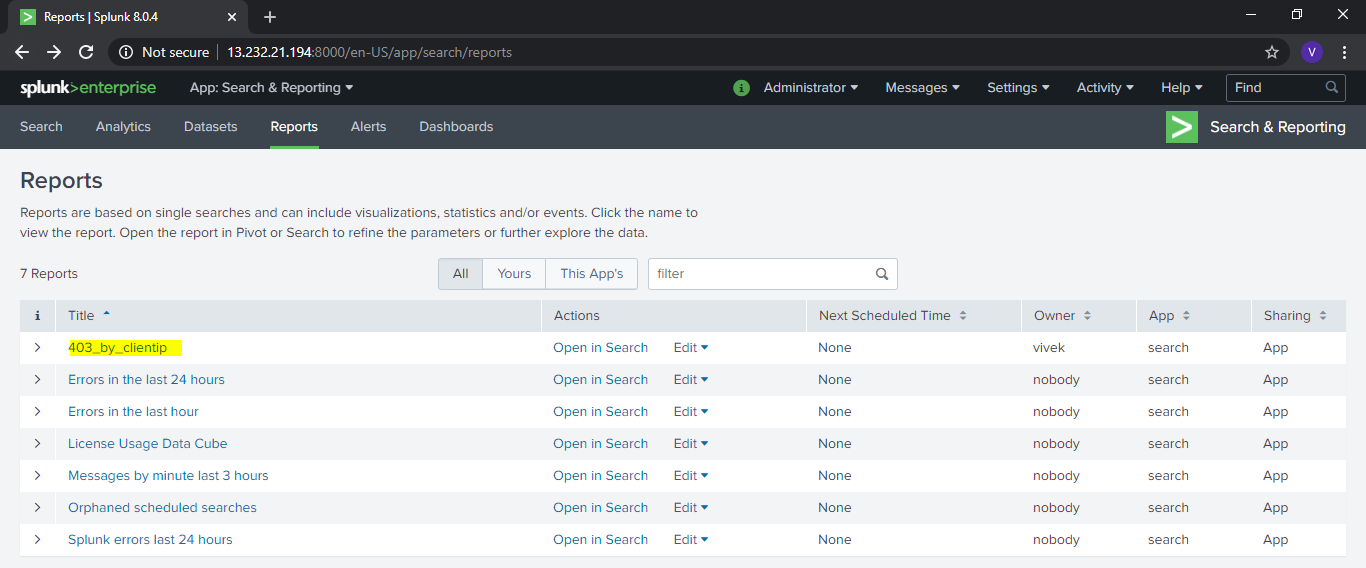 Reports | Splunk 8.0.4
Not secure 13.232.21.194:8000/en-US/app/search/reports V
splunk>enterprise App: Search & Reporting i Administrator Messages Settings Activity Help Find
Search Analytics Datasets Reports Alerts Dashboards > Search & Reporting
Reports
Reports are based on single searches and can include visualizations, statistics and/or events. Click the name to
view the report. Open the report in Pivot or Search to refine the parameters or further explore the data.
7 Reports All Yours This App's filter
i Title Actions Next Scheduled Time Owner App Sharing
403_by_clientip Open in Search Edit None vivek search App
Errors in the last 24 hours Open in Search Edit None nobody search App
Errors in the last hour Open in Search Edit None nobody search App
License Usage Data Cube Open in Search Edit None nobody search App
Messages by minute last 3 hours Open in Search Edit None nobody search App
Orphaned scheduled searches Open in Search Edit None nobody search App
Splunk errors last 24 hours Open in Search Edit None nobody search App